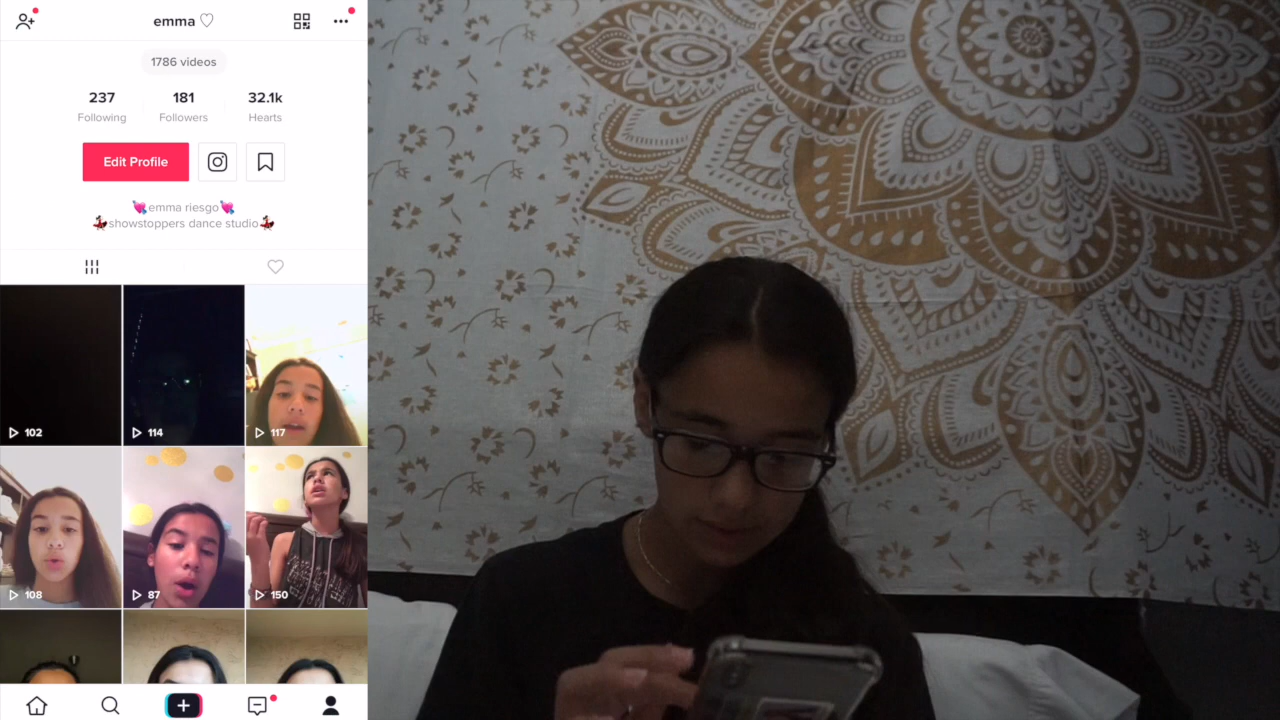 emma ♡
1786 videos
237 181 32.1k
Following Followers Hearts
Edit Profile
💘emma riesgo💘
💃showstoppers dance studio💃
102 114 117
108 87 150